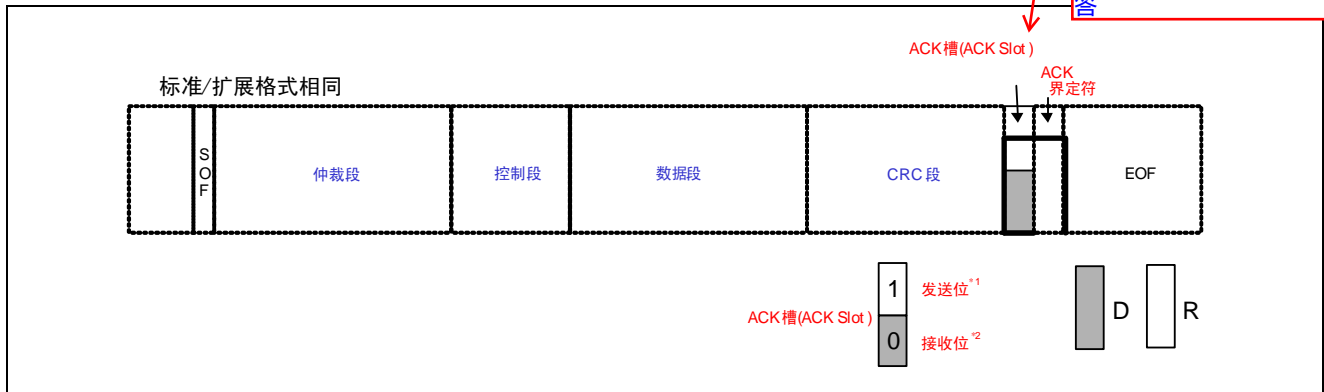 答
ACK槽(ACK Slot)
ACK
界定符
标准/扩展格式相同
SOF
仲裁段
控制段
数据段
CRC段
EOF
ACK槽(ACK Slot)
1 发送位*1
0 接收位*2
D
R